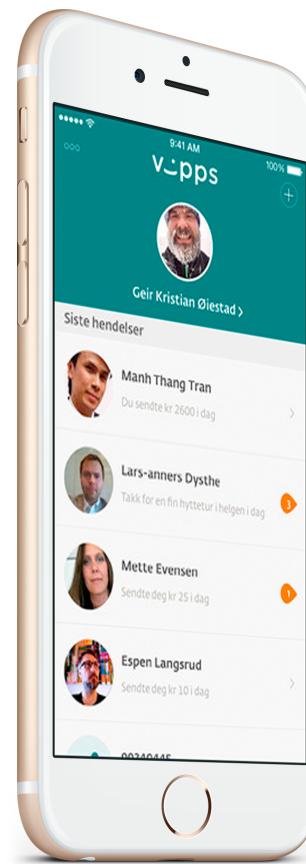 9:41 AM
100%
vipps
Geir Kristian Øiestad
Siste hendelser
Manh Thang Tran
Du sendte kr 2600 i dag
Lars-anners Dysthe
Takk for en fin hyttetur i helgen i dag
3
Mette Evensen
Sendte deg kr 25 i dag
1
Espen Langsrud
Sendte deg kr 10 i dag